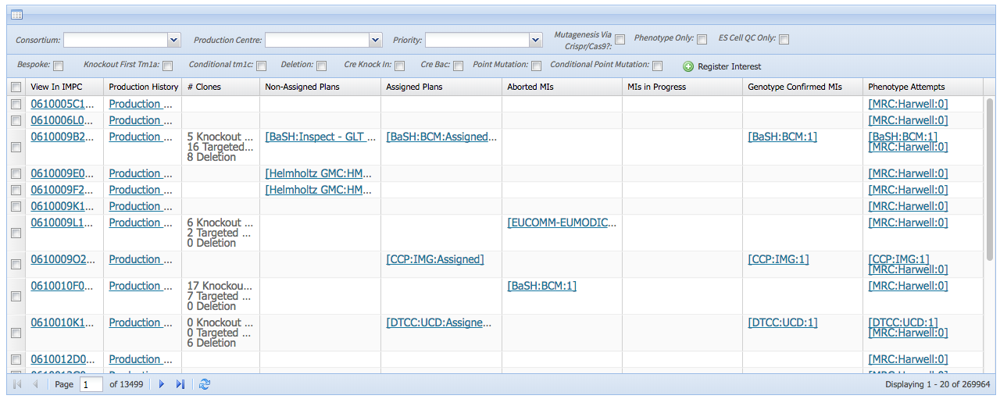 Consortium: Production Centre: Priority: Mutagenesis Via Crispr/Cas9?: Phenotype Only: ES Cell QC Only:
Bespoke: Knockout First Tm1a: Conditional tm1c: Deletion: Cre Knock In: Cre Bac: Point Mutation: Conditional Point Mutation: Register Interest
View In IMPC Production History # Clones Non-Assigned Plans Assigned Plans Aborted MIs MIs in Progress Genotype Confirmed MIs Phenotype Attempts
0610005C1... Production ... [MRC:Harwell:0]
0610006L0... Production ... [MRC:Harwell:0]
0610009B2... Production ... 5 Knockout ... [BaSH:Inspect - GLT ... [BaSH:BCM:Assigned... [BaSH:BCM:1] [BaSH:BCM:1]
16 Targeted... [MRC:Harwell:0]
8 Deletion
0610009E0... Production ... [Helmholtz GMC:HM... [MRC:Harwell:0]
0610009F2... Production ... [Helmholtz GMC:HM... [MRC:Harwell:0]
0610009K1... Production ... [MRC:Harwell:0]
0610009L1... Production ... 6 Knockout ... [EUCOMM-EUMODIC... [MRC:Harwell:0]
2 Targeted ...
0 Deletion
0610009O2... Production ... [CCP:IMG:Assigned] [CCP:IMG:1] [CCP:IMG:1]
[MRC:Harwell:0]
0610010F0... Production ... 17 Knockou... [BaSH:BCM:1] [MRC:Harwell:0]
7 Targeted ...
0 Deletion
0610010K1... Production ... 0 Knockout ... [DTCC:UCD:Assigne... [DTCC:UCD:1] [DTCC:UCD:1]
0 Targeted ... [MRC:Harwell:0]
6 Deletion
0610012D0... Production ... [MRC:Harwell:0]
Page 1 of 13499 Displaying 1 - 20 of 269964